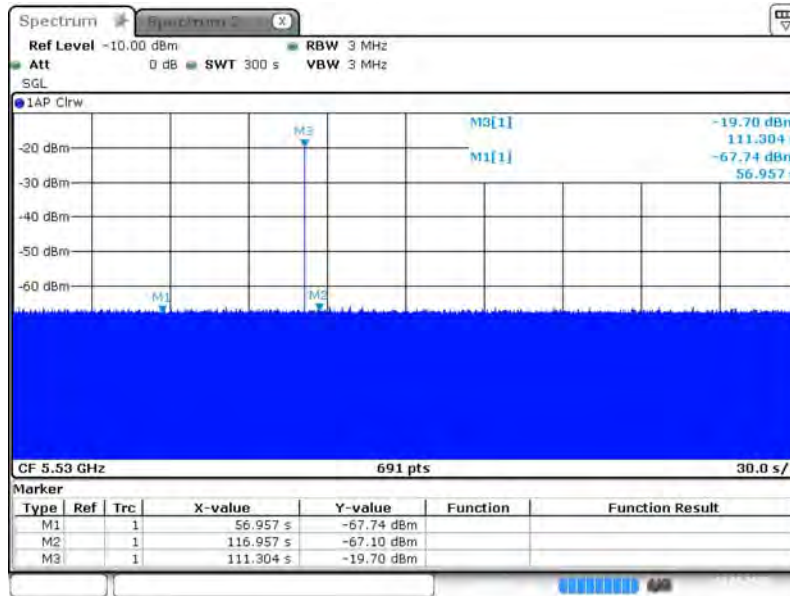 Spectrum Spectrum 2 X
Ref Level -10.00 dBm RBW 3 MHz
Att 0 dB SWT 300 s VBW 3 MHz
SGL
1AP Clrw
M3[1] -19.70 dBm
111.304 s
M1[1] -67.74 dBm
56.957 s
M3
-20 dBm
-30 dBm
-40 dBm
-50 dBm
-60 dBm
M1 M2
CF 5.53 GHz 691 pts 30.0 s/
Marker
Type Ref Trc X-value Y-value Function Function Result
M1 1 56.957 s -67.74 dBm
M2 1 116.957 s -67.10 dBm
M3 1 111.304 s -19.70 dBm